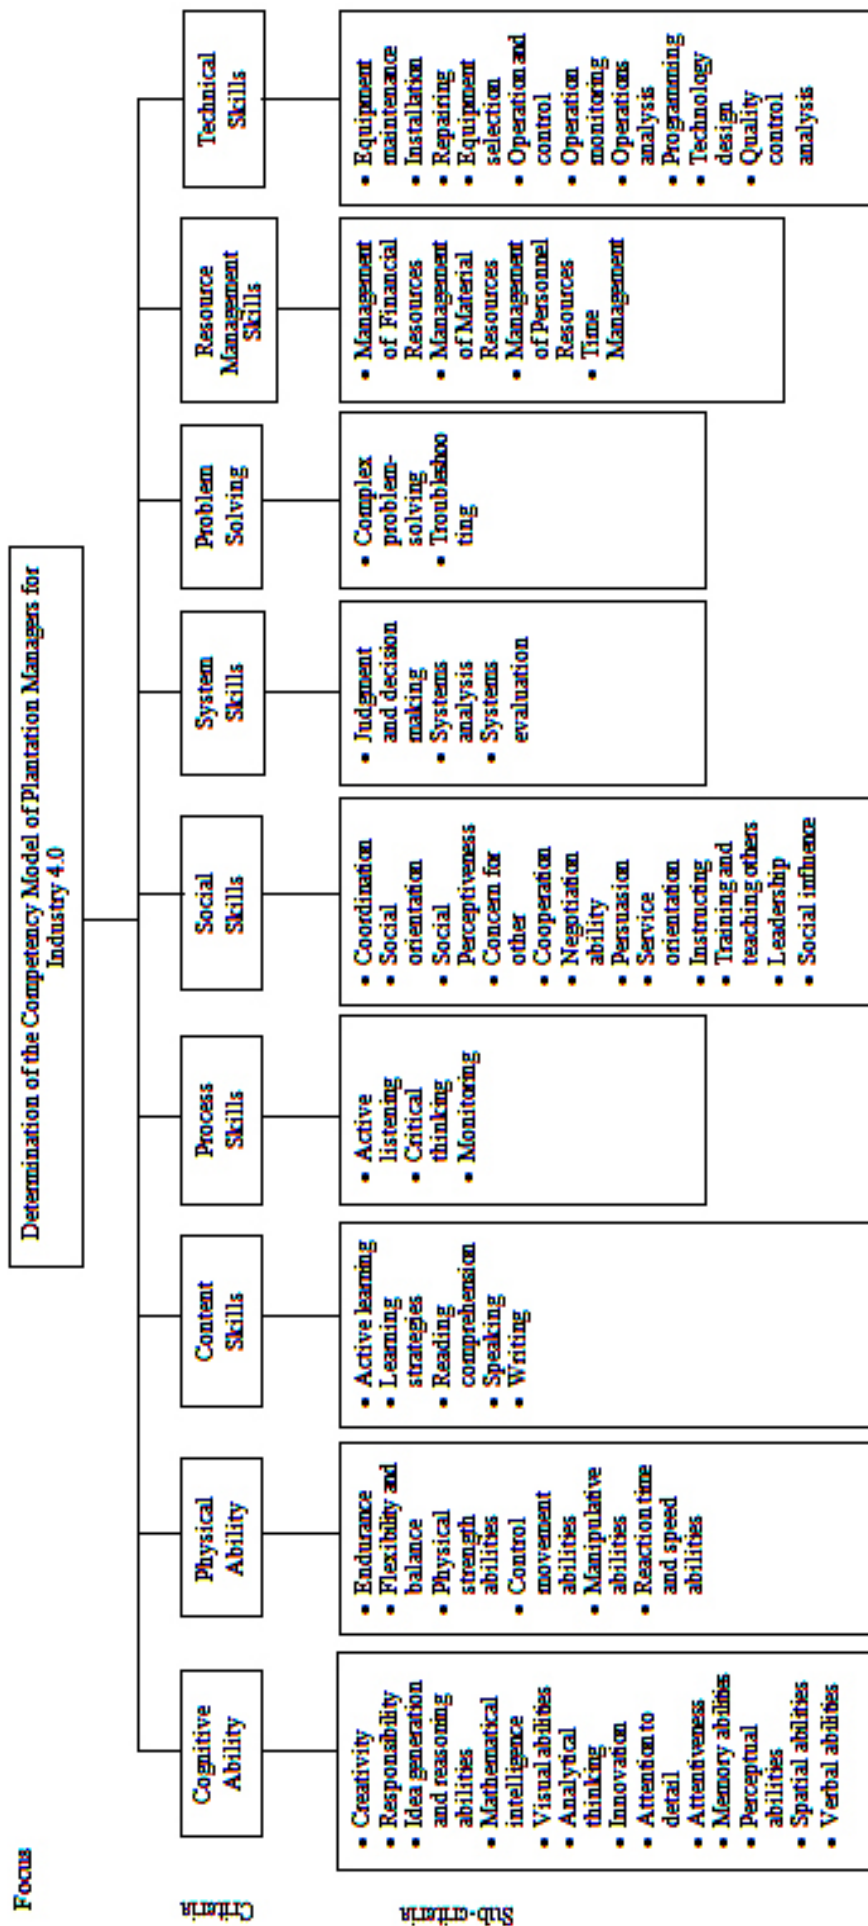 Focus
Determination of the Competency Model of Plantation Managers for
Industry 4.0
Criteria
Cognitive
Ability
Physical
Ability
Content
Skills
Process
Skills
Social
Skills
System
Skills
Problem
Solving
Resource
Management
Skills
Technical
Skills
Sub-criteria
• Creativity
• Responsibility
• Idea generation
and reasoning
abilities
• Mathematical
intelligence
• Visual abilities
• Analytical
thinking
• Innovation
• Attention to
detail
• Attentiveness
• Memory abilities
• Perceptual
abilities
• Spatial abilities
• Verbal abilities
• Endurance
• Flexibility and
balance
• Physical
strength
abilities
• Control
movement
abilities
• Manipulative
abilities
• Reaction time
and speed
abilities
• Active learning
• Learning
strategies
• Reading
comprehension
• Speaking
• Writing
• Active
listening
• Critical
thinking
• Monitoring
• Coordination
• Social
orientation
• Social
Perceptiveness
• Concern for
other
• Cooperation
• Negotiation
ability
• Persuasion
• Service
orientation
• Instructing
• Training and
teaching others
• Leadership
• Social influence
• Judgment
and decision
making
• Systems
analysis
• Systems
evaluation
• Complex
problem-
solving
• Troubleshoo
ting
• Management
of Financial
Resources
• Management
of Material
Resources
• Management
of Personnel
Resources
• Time
Management
• Equipment
maintenance
• Installation
• Repairing
• Equipment
selection
• Operation and
control
• Operation
monitoring
• Operations
analysis
• Programming
• Technology
design
• Quality
control
analysis